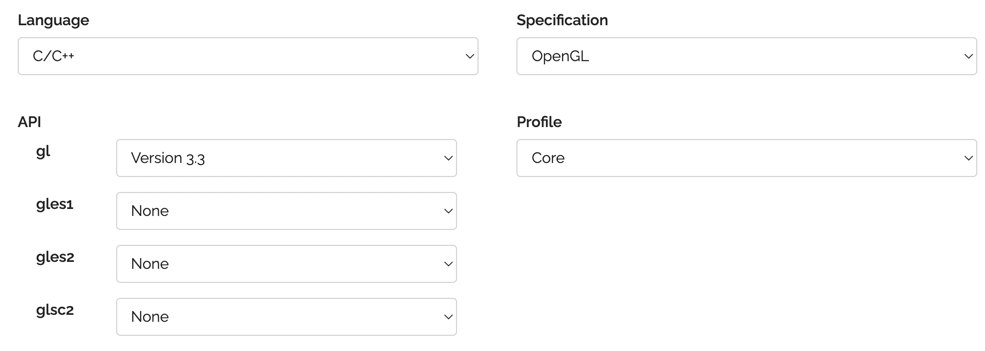 Language
Specification
C/C++
OpenGL
API
Profile
gl
Version 3.3
Core
gles1
None
gles2
None
glsc2
None